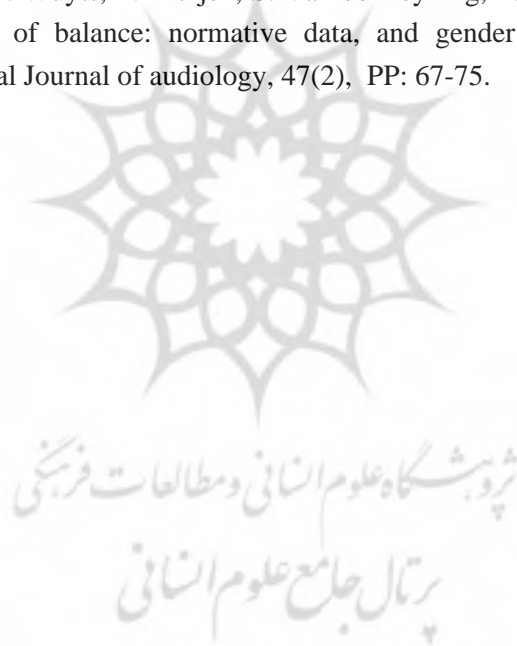 of balance: normative data, and gender
al Journal of audiology, 47(2), PP: 67-75.
پژوهشگاه علوم انسانی و مطالعات فرهنگی
پرتال جامع علوم انسانی